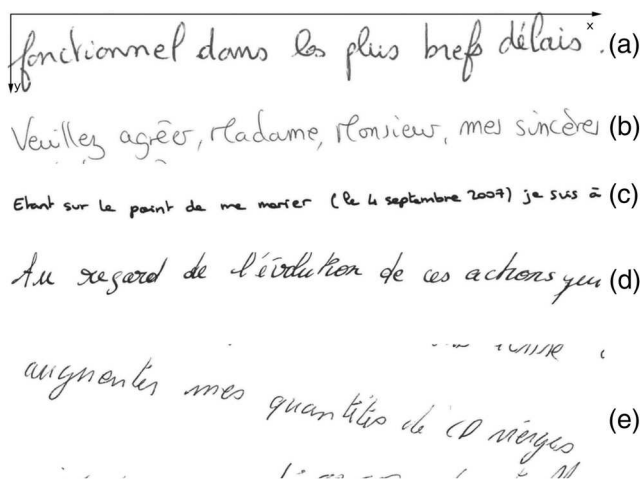 x
fonctionnel dans les plus brefs délais. (a)
y
Veuillez agréer, Madame, Monsieur, mes sincères (b)
Etant sur le point de me marier (le 4 septembre 2007) je suis à (c)
Au regard de l'évolution de ces actions (d)
augmenter mes quantités de CD vierges (e)